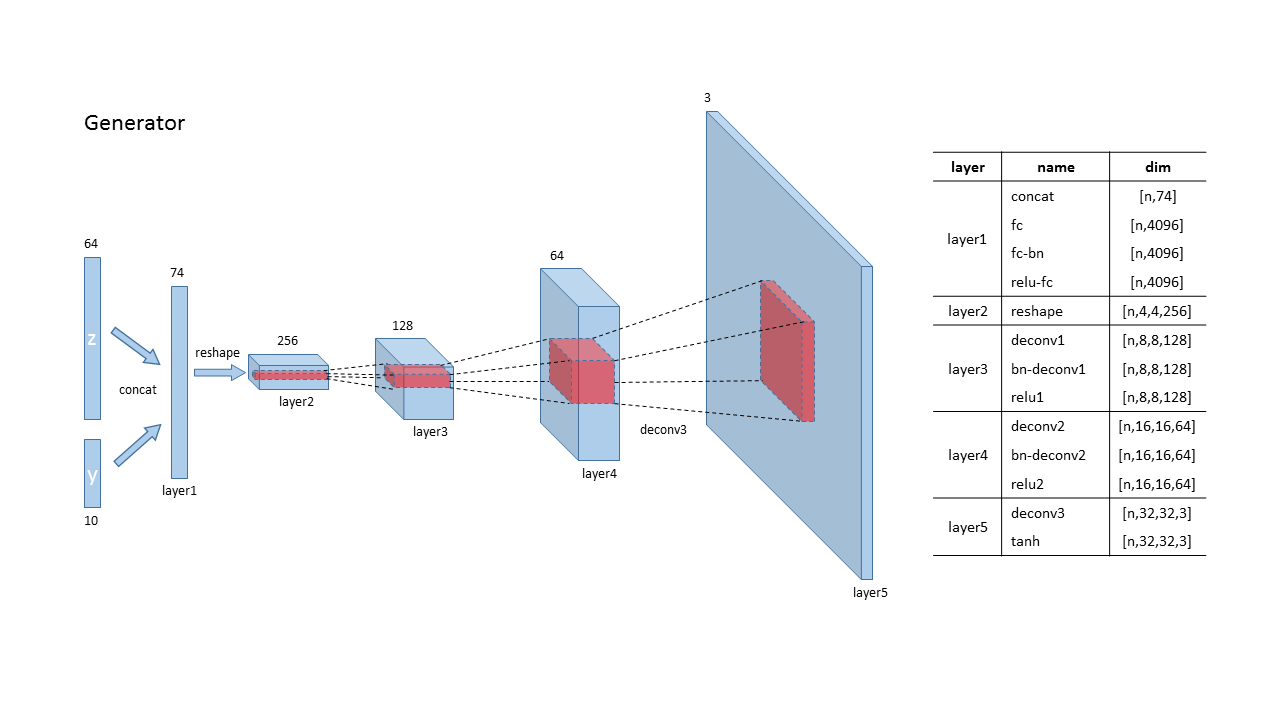 Generator
64
z
y
10
concat
74
layer1
reshape
256
layer2
128
layer3
64
layer4
deconv3
3
layer5
layer name dim
layer1
concat [n,74]
fc [n,4096]
fc-bn [n,4096]
relu-fc [n,4096]
layer2 reshape [n,4,4,256]
layer3
deconv1 [n,8,8,128]
bn-deconv1 [n,8,8,128]
relu1 [n,8,8,128]
layer4
deconv2 [n,16,16,64]
bn-deconv2 [n,16,16,64]
relu2 [n,16,16,64]
layer5
deconv3 [n,32,32,3]
tanh [n,32,32,3]